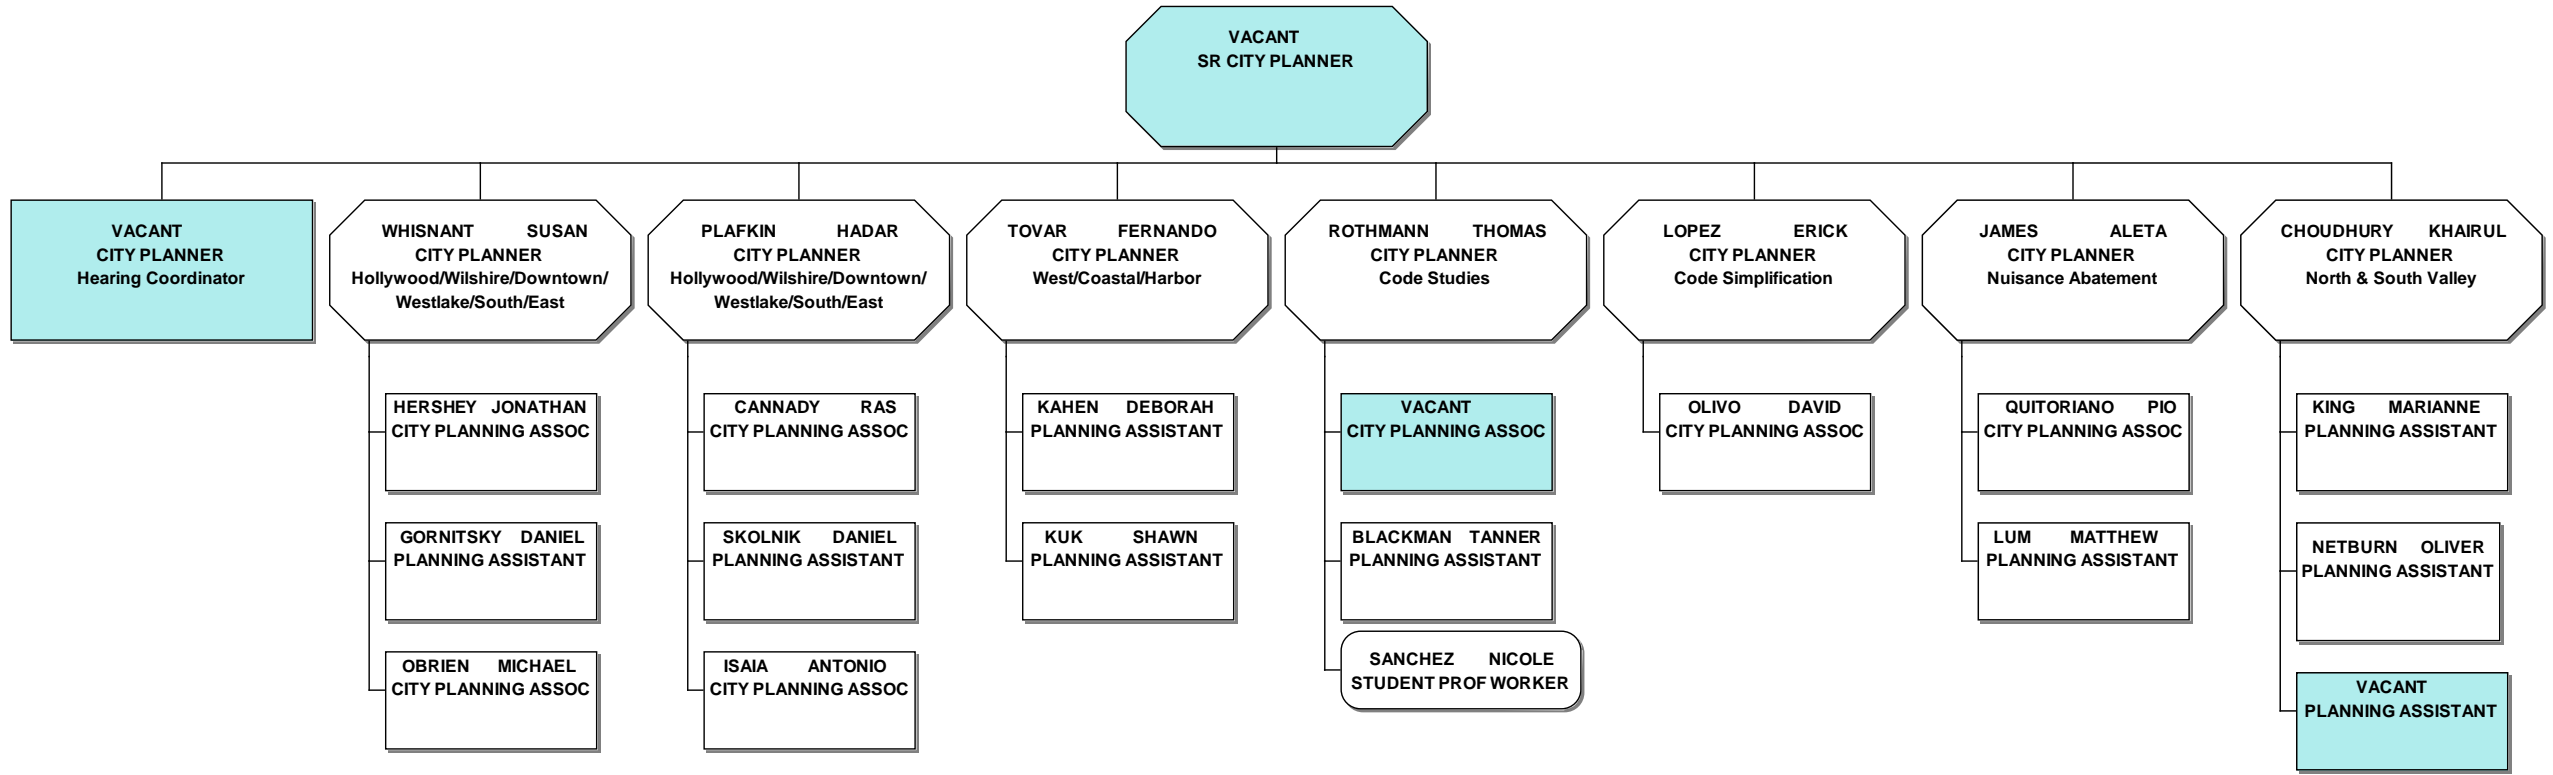 VACANT
SR CITY PLANNER
VACANT
CITY PLANNER
Hearing Coordinator
WHISNANT SUSAN
CITY PLANNER
Hollywood/Wilshire/Downtown/
Westlake/South/East
PLAFKIN HADAR
CITY PLANNER
Hollywood/Wilshire/Downtown/
Westlake/South/East
TOVAR FERNANDO
CITY PLANNER
West/Coastal/Harbor
ROTHMANN THOMAS
CITY PLANNER
Code Studies
LOPEZ ERICK
CITY PLANNER
Code Simplification
JAMES ALETA
CITY PLANNER
Nuisance Abatement
CHOUDHURY KHAIRUL
CITY PLANNER
North & South Valley
HERSHEY JONATHAN
CITY PLANNING ASSOC
GORNITSKY DANIEL
PLANNING ASSISTANT
OBRIEN MICHAEL
CITY PLANNING ASSOC
CANNADY RAS
CITY PLANNING ASSOC
SKOLNIK DANIEL
PLANNING ASSISTANT
ISAIA ANTONIO
CITY PLANNING ASSOC
KAHEN DEBORAH
PLANNING ASSISTANT
KUK SHAWN
PLANNING ASSISTANT
VACANT
CITY PLANNING ASSOC
BLACKMAN TANNER
PLANNING ASSISTANT
SANCHEZ NICOLE
STUDENT PROF WORKER
OLIVO DAVID
CITY PLANNING ASSOC
QUITORIANO PIO
CITY PLANNING ASSOC
LUM MATTHEW
PLANNING ASSISTANT
KING MARIANNE
PLANNING ASSISTANT
NETBURN OLIVER
PLANNING ASSISTANT
VACANT
PLANNING ASSISTANT